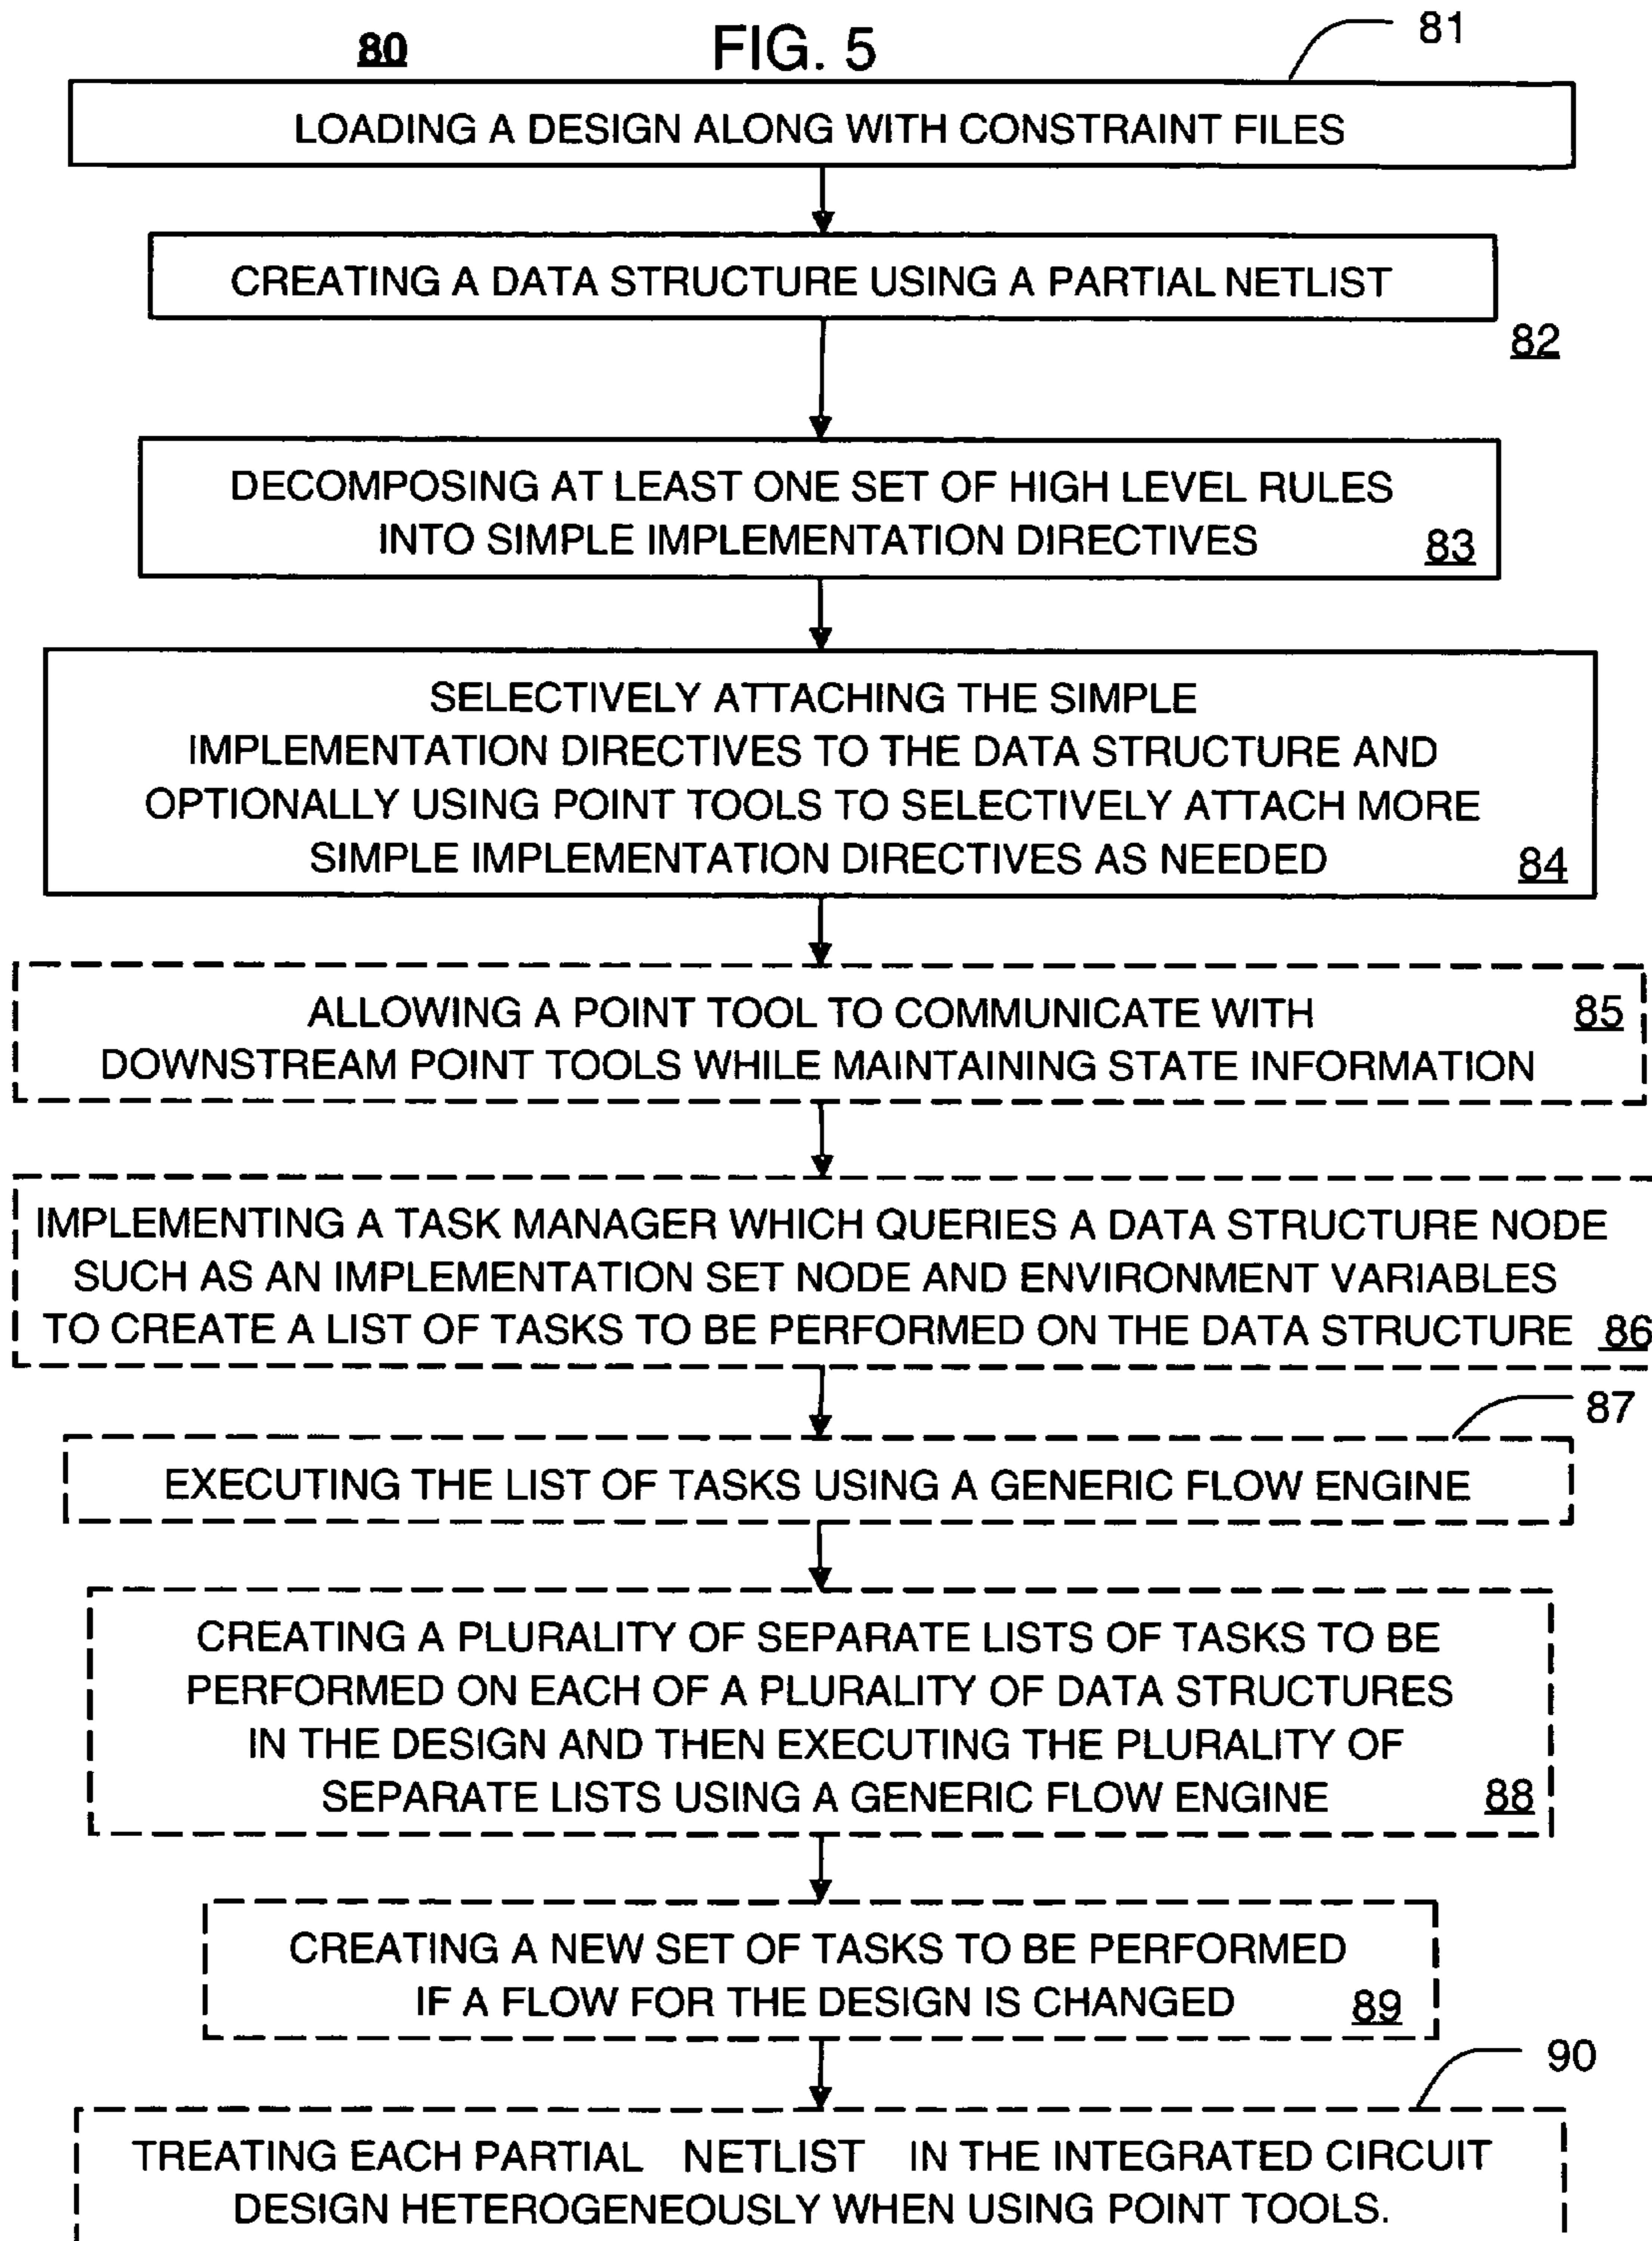 80
FIG. 5
81
LOADING A DESIGN ALONG WITH CONSTRAINT FILES
CREATING A DATA STRUCTURE USING A PARTIAL NETLIST
82
DECOMPOSING AT LEAST ONE SET OF HIGH LEVEL RULES
INTO SIMPLE IMPLEMENTATION DIRECTIVES
83
SELECTIVELY ATTACHING THE SIMPLE
IMPLEMENTATION DIRECTIVES TO THE DATA STRUCTURE AND
OPTIONALLY USING POINT TOOLS TO SELECTIVELY ATTACH MORE
SIMPLE IMPLEMENTATION DIRECTIVES AS NEEDED
84
ALLOWING A POINT TOOL TO COMMUNICATE WITH
85
DOWNSTREAM POINT TOOLS WHILE MAINTAINING STATE INFORMATION
IMPLEMENTING A TASK MANAGER WHICH QUERIES A DATA STRUCTURE NODE
SUCH AS AN IMPLEMENTATION SET NODE AND ENVIRONMENT VARIABLES
TO CREATE A LIST OF TASKS TO BE PERFORMED ON THE DATA STRUCTURE
86
87
EXECUTING THE LIST OF TASKS USING A GENERIC FLOW ENGINE
CREATING A PLURALITY OF SEPARATE LISTS OF TASKS TO BE
PERFORMED ON EACH OF A PLURALITY OF DATA STRUCTURES
IN THE DESIGN AND THEN EXECUTING THE PLURALITY OF
SEPARATE LISTS USING A GENERIC FLOW ENGINE
88
CREATING A NEW SET OF TASKS TO BE PERFORMED
IF A FLOW FOR THE DESIGN IS CHANGED
89
90
TREATING EACH PARTIAL NETLIST IN THE INTEGRATED CIRCUIT
DESIGN HETEROGENEOUSLY WHEN USING POINT TOOLS.